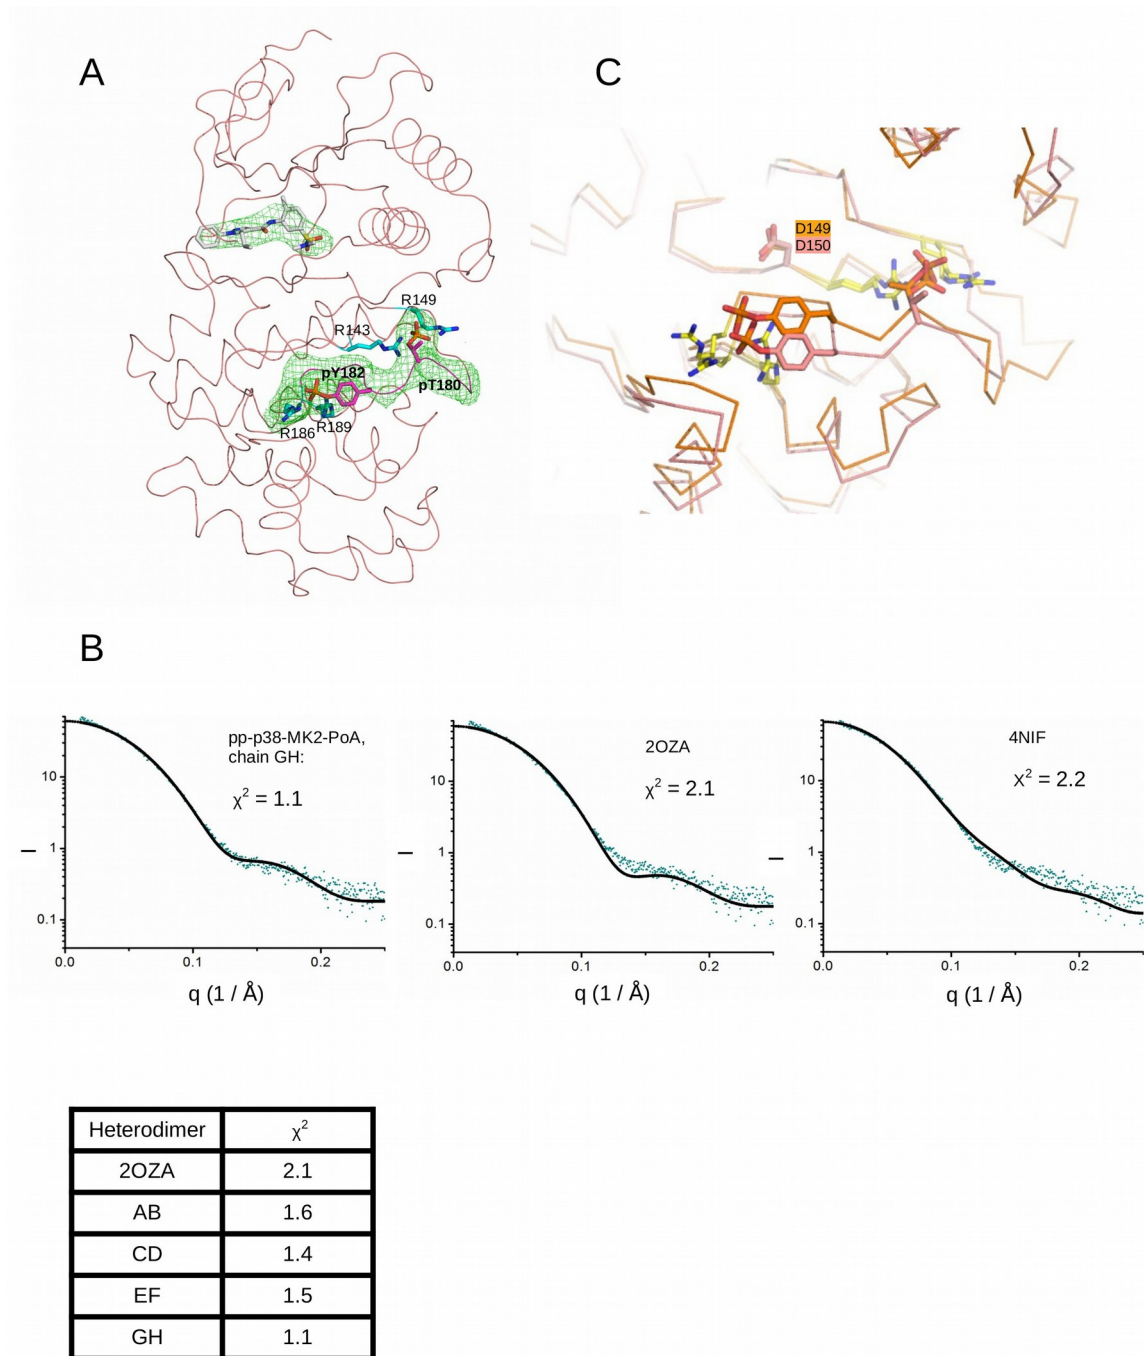 A
C
R149
R143
pY182
pT180
R186
R189
D149
D150
B
pp-p38-MK2-PoA,
chain GH:
χ² = 1.1
I
10
1
0.1
0.0
0.1
0.2
q (1 / Å)
2OZA
χ² = 2.1
I
10
1
0.1
0.0
0.1
0.2
q (1 / Å)
4NIF
X² = 2.2
I
10
1
0.1
0.0
0.1
0.2
q (1 / Å)
Heterodimer χ²
2OZA 2.1
AB 1.6
CD 1.4
EF 1.5
GH 1.1